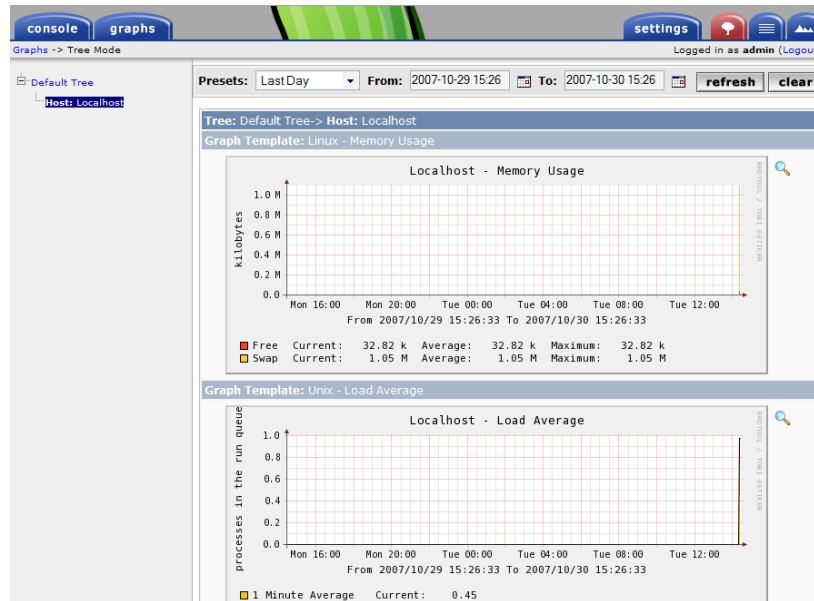 console graphs settings
Graphs -> Tree Mode Logged in as admin (Logou
Default Tree
Host: Localhost
Presets: Last Day From: 2007-10-29 15:26 To: 2007-10-30 15:26 refresh clear
Tree: Default Tree-> Host: Localhost
Graph Template: Linux - Memory Usage
Localhost - Memory Usage
RRDTOOL / TOBI OETIKER
kilobytes
1.0 M
0.8 M
0.6 M
0.4 M
0.2 M
0.0
Mon 16:00 Mon 20:00 Tue 00:00 Tue 04:00 Tue 08:00 Tue 12:00
From 2007/10/29 15:26:33 To 2007/10/30 15:26:33
Free Current: 32.82 k Average: 32.82 k Maximum: 32.82 k
Swap Current: 1.05 M Average: 1.05 M Maximum: 1.05 M
Graph Template: Unix - Load Average
Localhost - Load Average
RRDTOOL / TOBI OETIKER
processes in the run queue
1.0
0.8
0.6
0.4
0.2
0.0
Mon 16:00 Mon 20:00 Tue 00:00 Tue 04:00 Tue 08:00 Tue 12:00
From 2007/10/29 15:26:33 To 2007/10/30 15:26:33
1 Minute Average Current: 0.45